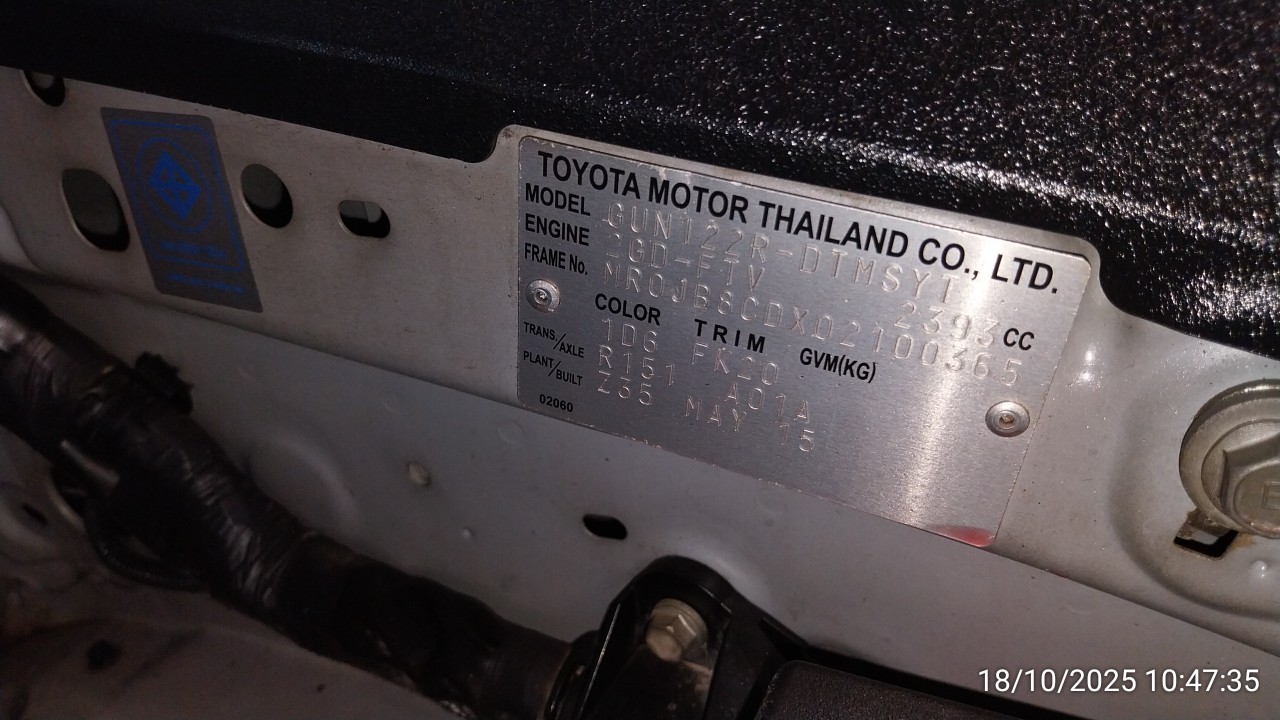 TOYOTA MOTOR THAILAND CO., LTD.
MODEL GUN122R-DTMSYT
ENGINE 2GD-FTV 2393 CC
FRAME No. MR0JB8CDX02100365
COLOR TRIM GVM(KG)
1D6 FK20
TRANS./AXLE R151 A01A
PLANT/BUILT Z35 MAY 15
02060
18/10/2025 10:47:35